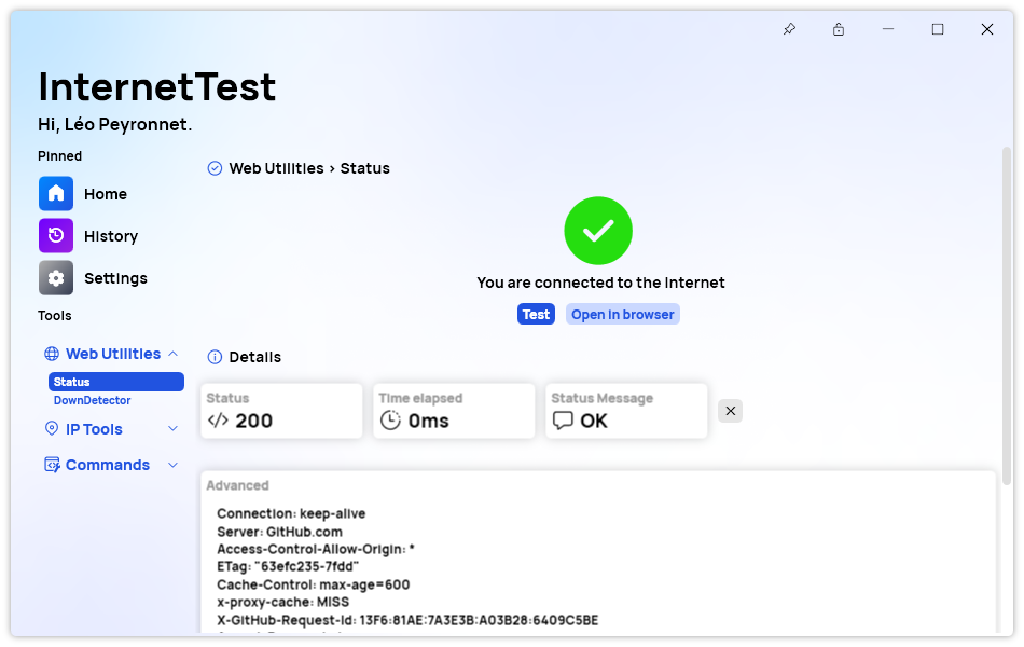 InternetTest
Hi, Léo Peyronnet.
Pinned
Home
History
Settings
Tools
Web Utilities
Status
DownDetector
IP Tools
Commands
Web Utilities > Status
You are connected to the Internet
Test
Open in browser
Details
Status
200
Time elapsed
0ms
Status Message
OK
Advanced
Connection: keep-alive
Server: GitHub.com
Access-Control-Allow-Origin: *
ETag: "63efc235-7fdd"
Cache-Control: max-age=600
x-proxy-cache: MISS
X-GitHub-Request-Id: 13F6:81AE:7A3E3B:A03B28:6409C5BE